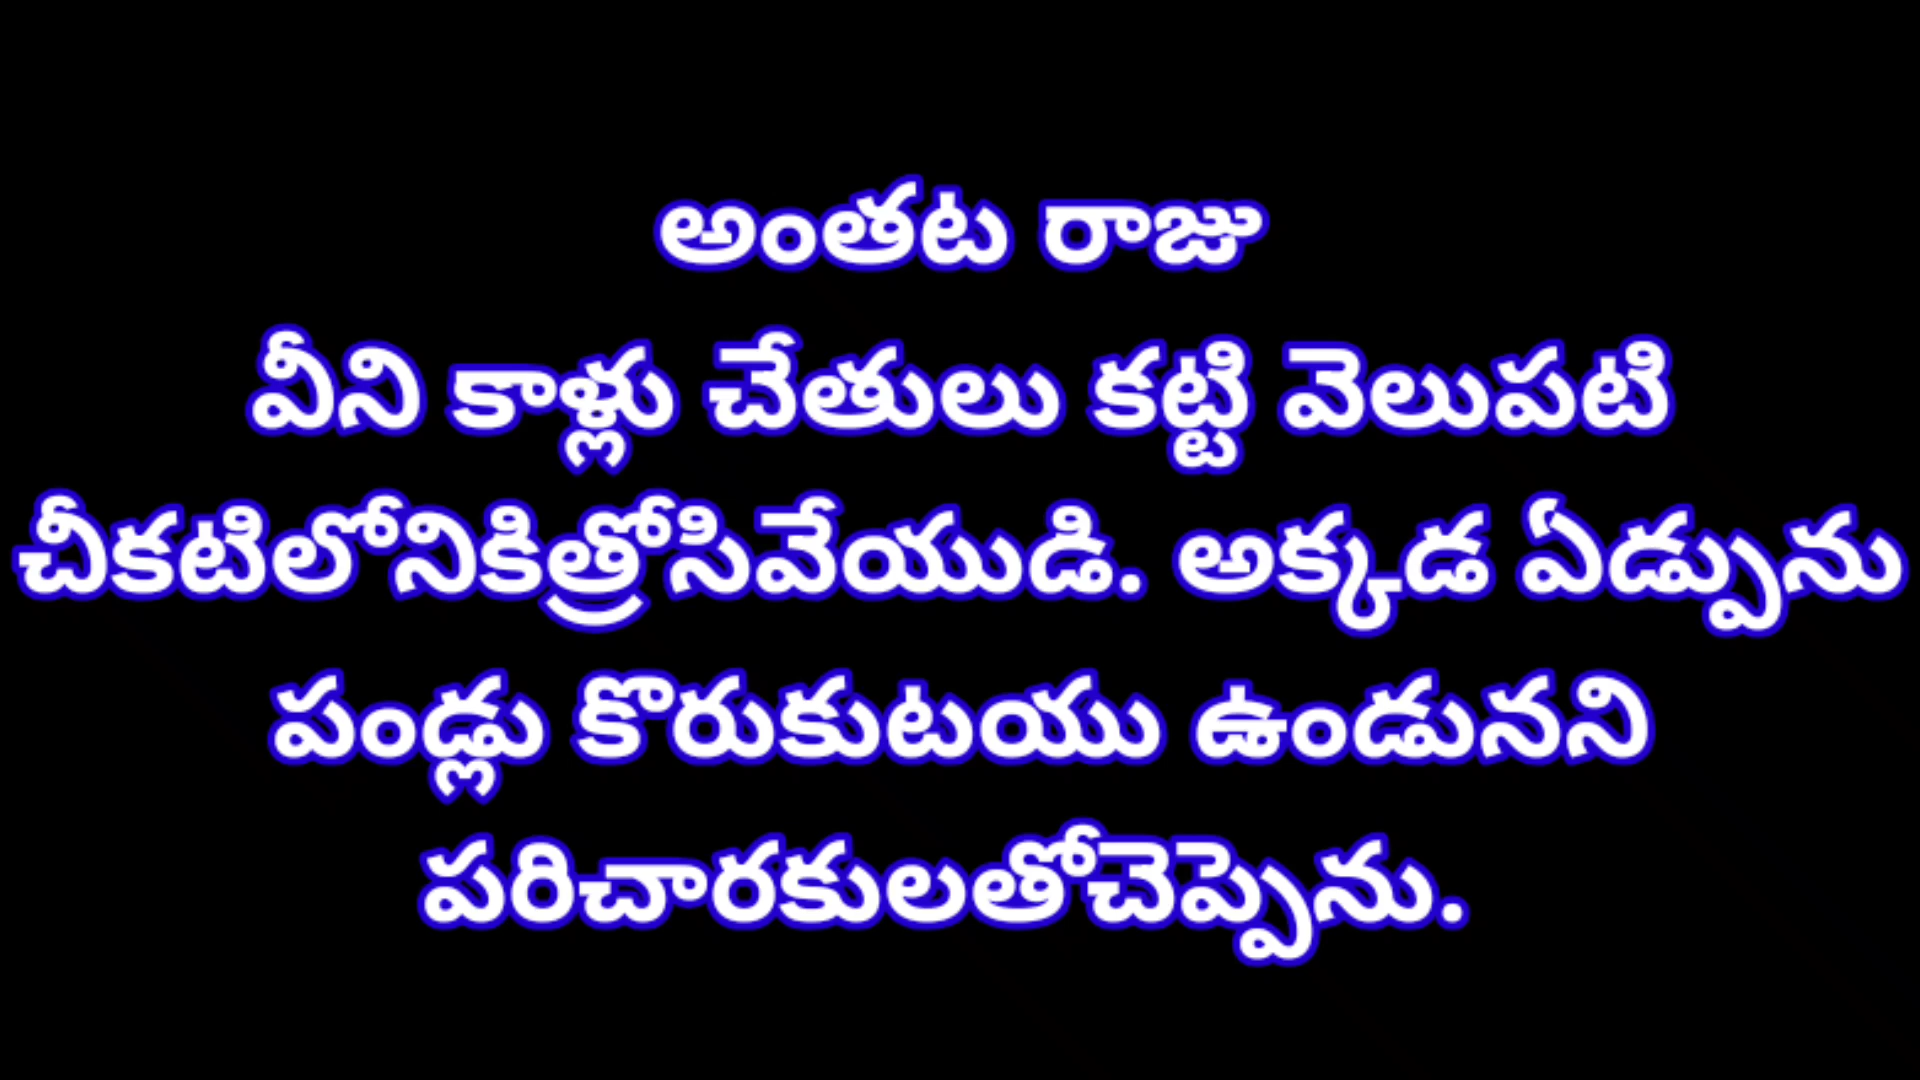 అంతట రాజు
వీని కాళ్లు చేతులు కట్టి వెలుపటి
చీకటిలోనికిత్రోసివేయుడి. అక్కడ ఏడ్పును
పండ్లు కొరుకుటయు ఉండునని
పరిచారకులతోచెప్పెను.